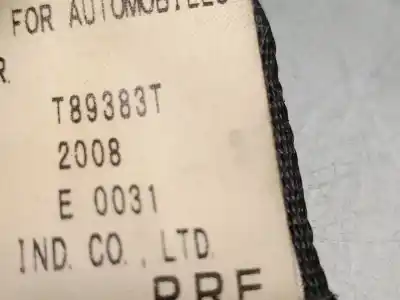 FOR AUTOMOBILES
R.
T89383T
2008
E 0031
IND. CO., LTD.